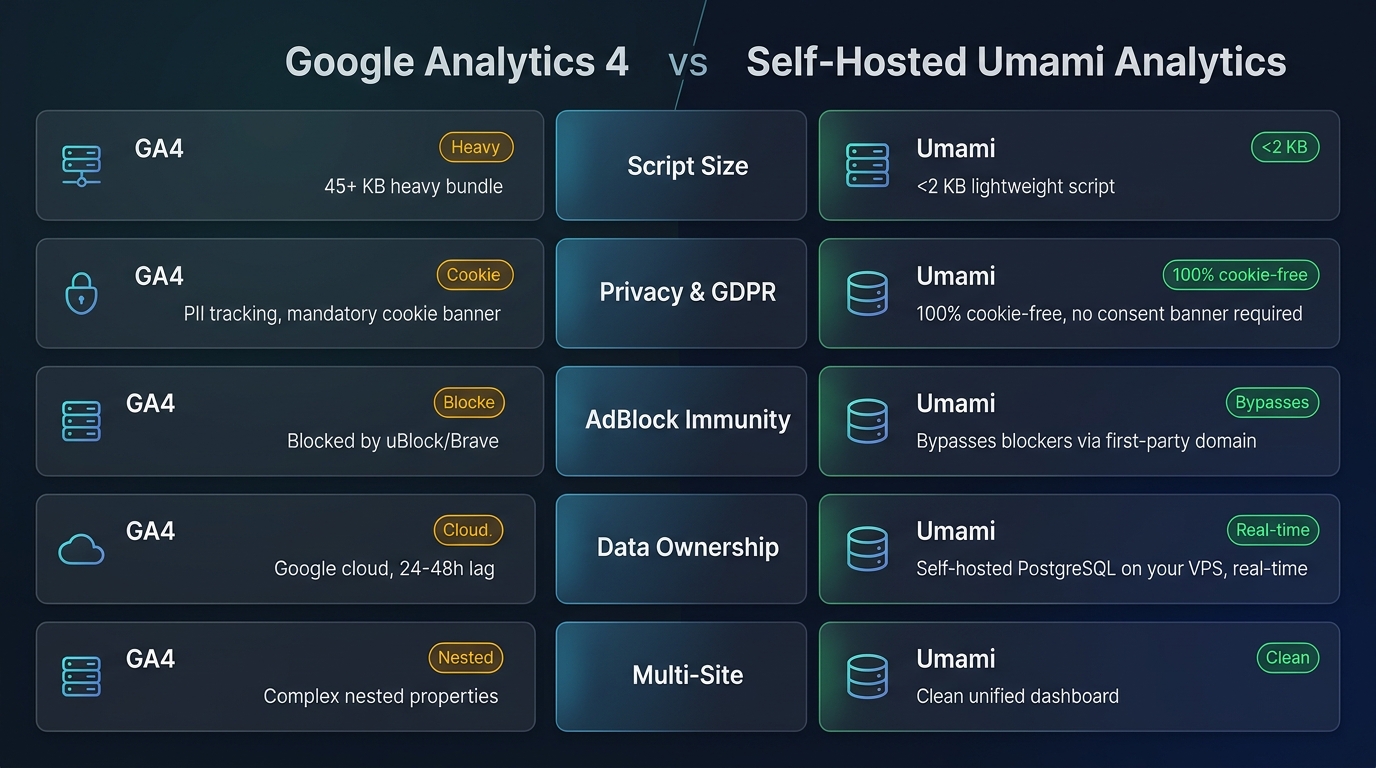 Google Analytics 4 vs Self-Hosted Umami Analytics
GA4
Heavy
45+ KB heavy bundle
Script Size
Umami
<2 KB
<2 KB lightweight script
GA4
Cookie
PII tracking, mandatory cookie banner
Privacy & GDPR
Umami
100% cookie-free
100% cookie-free, no consent banner required
GA4
Blocke
Blocked by uBlock/Brave
AdBlock Immunity
Umami
Bypasses
Bypasses blockers via first-party domain
GA4
Cloud.
Google cloud, 24-48h lag
Data Ownership
Umami
Real-time
Self-hosted PostgreSQL on your VPS, real-time
GA4
Nested
Complex nested properties
Multi-Site
Umami
Clean
Clean unified dashboard